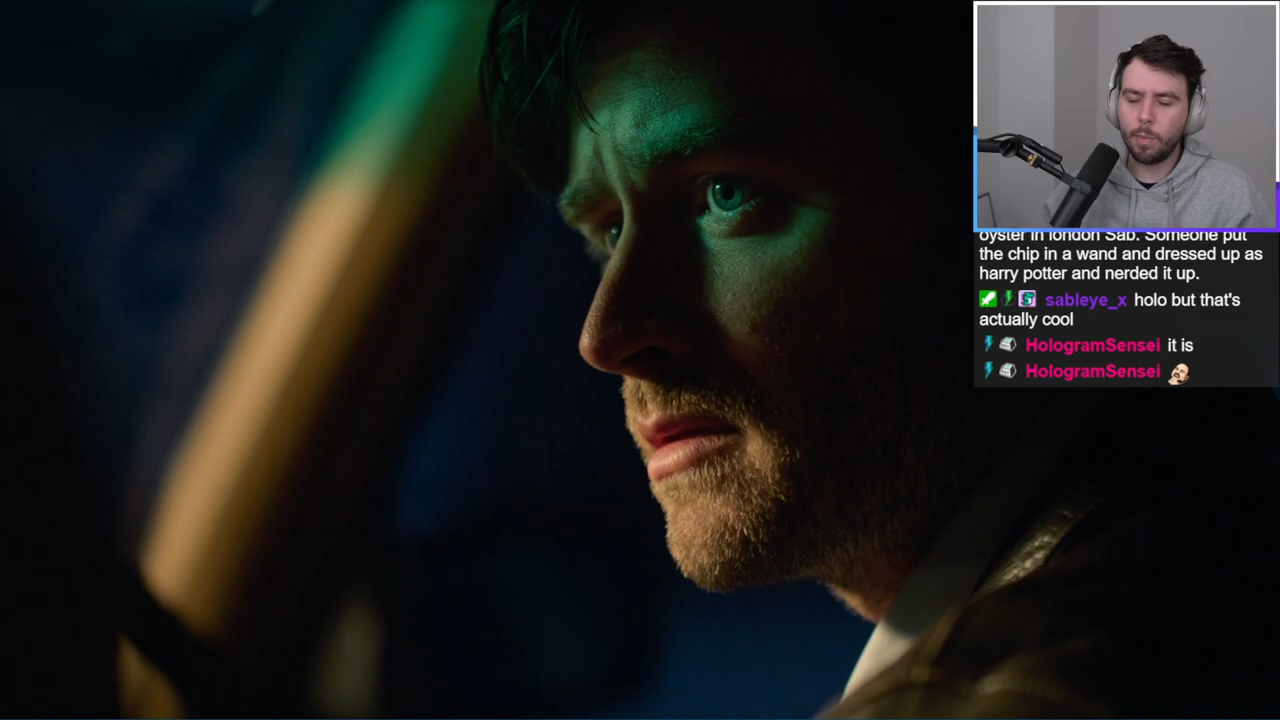 oyster in london Sab. Someone put
the chip in a wand and dressed up as
harry potter and nerded it up.
sableye_x holo but that's
actually cool
HologramSensei it is
HologramSensei